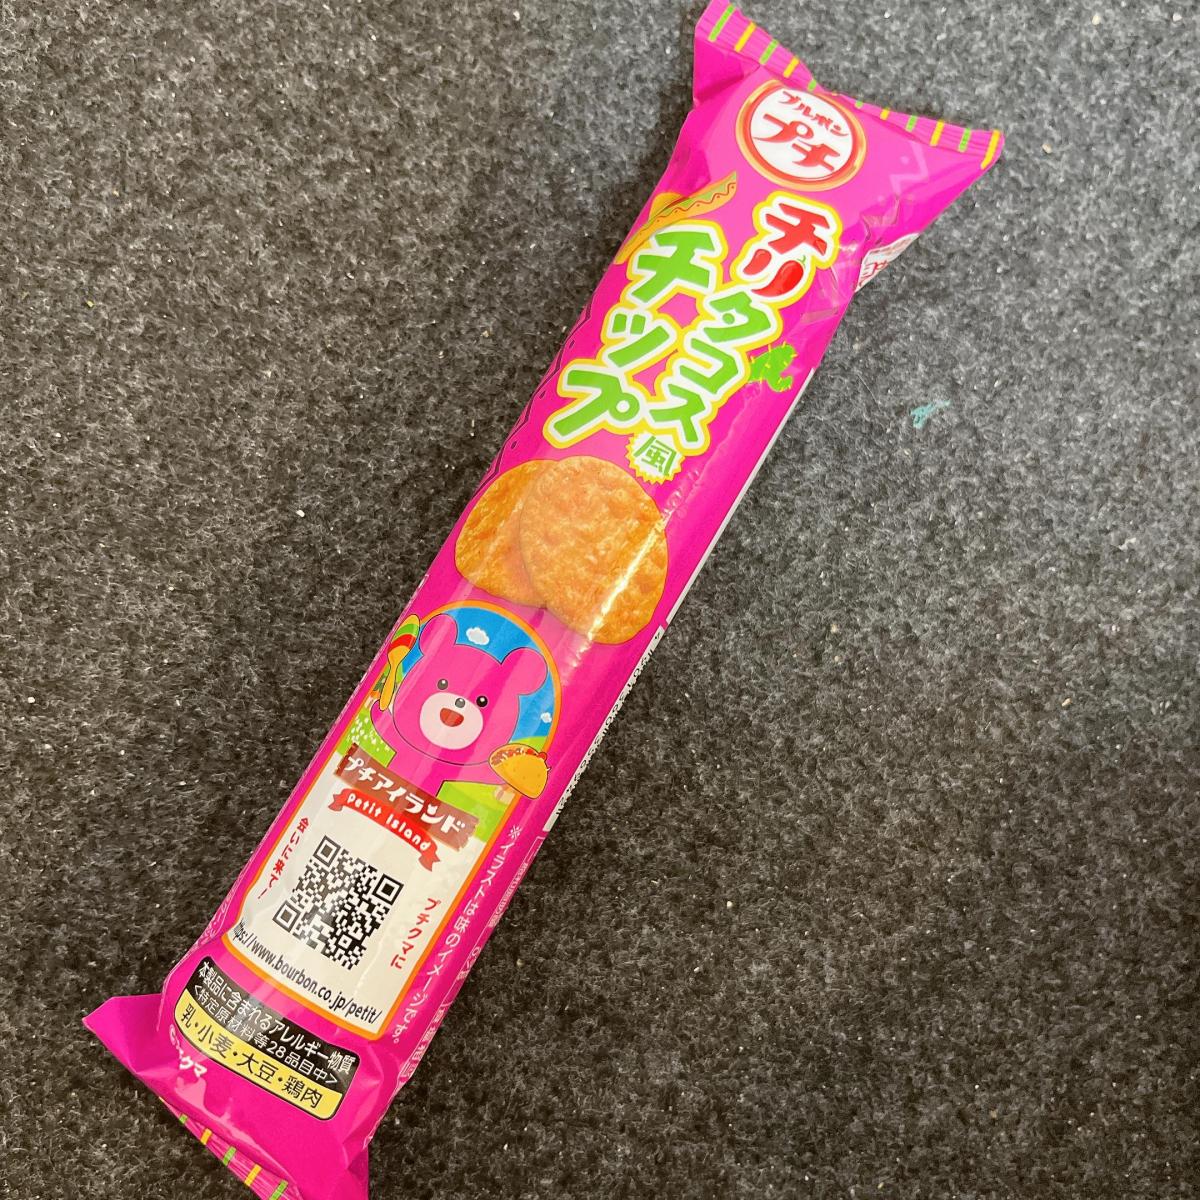 ブルボン
プチ
チリタコス
チップ
風
プチアイランド
Petit Island
プチクマに
会いに来て!
https://www.bourbon.co.jp/petit/
※イラストは味のイメージです。
本製品に含まれるアレルギー物質
<特定原材料等28品目中>
乳・小麦・大豆・鶏肉